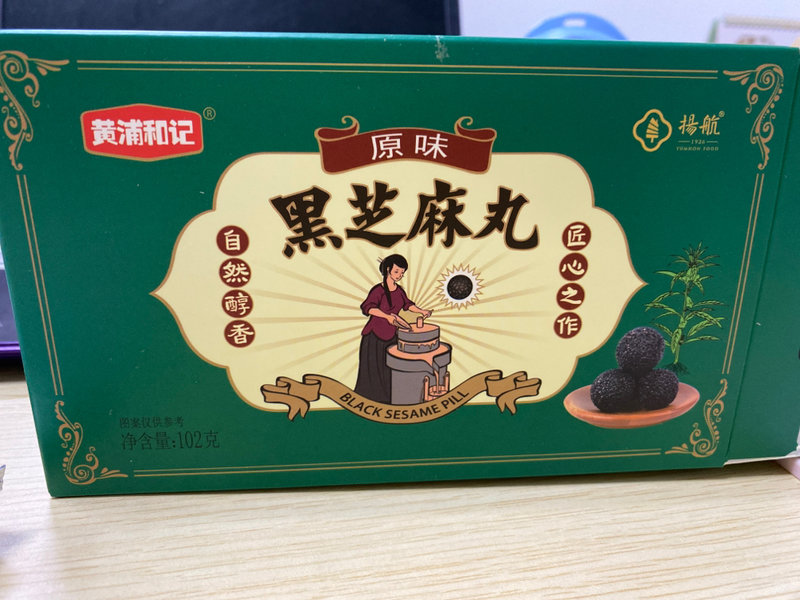 黄浦和记®
原味
揚航®
1926
YUMHOW FOOD
黑芝麻丸
自然醇香
匠心之作
BLACK SESAME PILL
图案仅供参考
净含量:102克